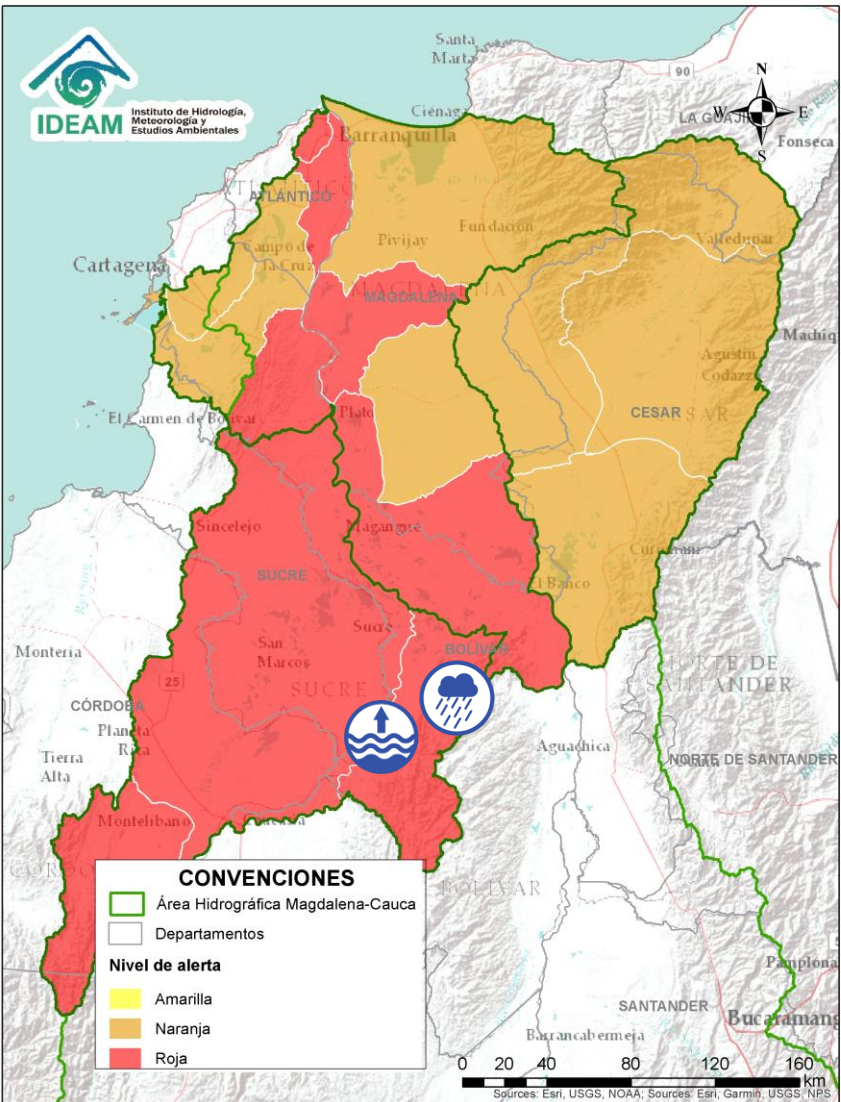 IDEAM
Instituto de Hidrología,
Meteorología y
Estudios Ambientales
Santa
Marta
90
N
W
E
S
Ciénaga
LA GUAJIRA
Fonseca
Barranquilla
ATLÁNTICO
Fundación
Valledupar
Pivijay
Campo de
la Cruz
Cartagena
MAGDALENA
Agustín
Codazzi
El Carmen de Bolívar
Plato
CESAR
CESAR
Sincelejo
Magangué
SUCRE
El Banco
Sucre
Montería
San
Marcos
BOLÍVAR
NORTE DE
SANTANDER
25
SUCRE
CÓRDOBA
Planeta
Rica
Tierra
Alta
Aguachica
NORTE DE SANTANDER
Montelíbano
BOLÍVAR
CONVENCIONES
Área Hidrográfica Magdalena-Cauca
Departamentos
Nivel de alerta
Amarilla
Naranja
Roja
Pamplona
SANTANDER
Bucaramang
Barrancabermeja
0 20 40 80 120 160
km
Sources: Esri, USGS, NOAA; Sources: Esri, Garmin, USGS, NPS